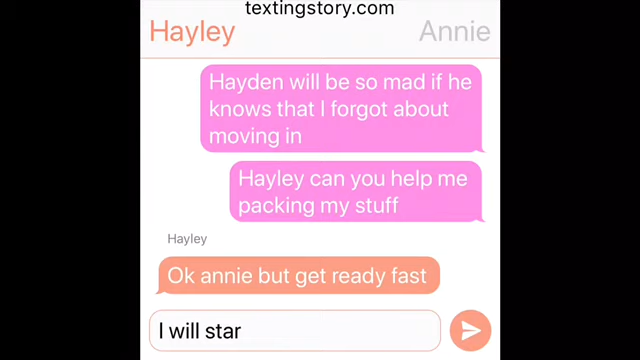 textingstory.com
Hayley Annie
Hayden will be so mad if he
knows that I forgot about
moving in
Hayley can you help me
packing my stuff
Hayley
Ok annie but get ready fast
I will star